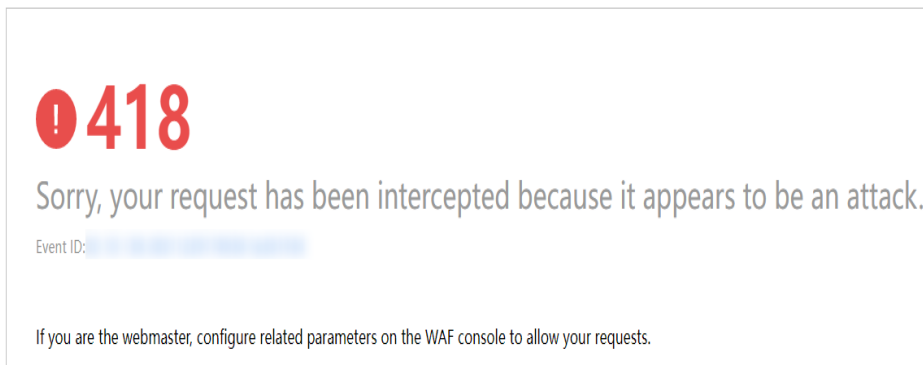 ! 418
Sorry, your request has been intercepted because it appears to be an attack.
Event ID:
If you are the webmaster, configure related parameters on the WAF console to allow your requests.